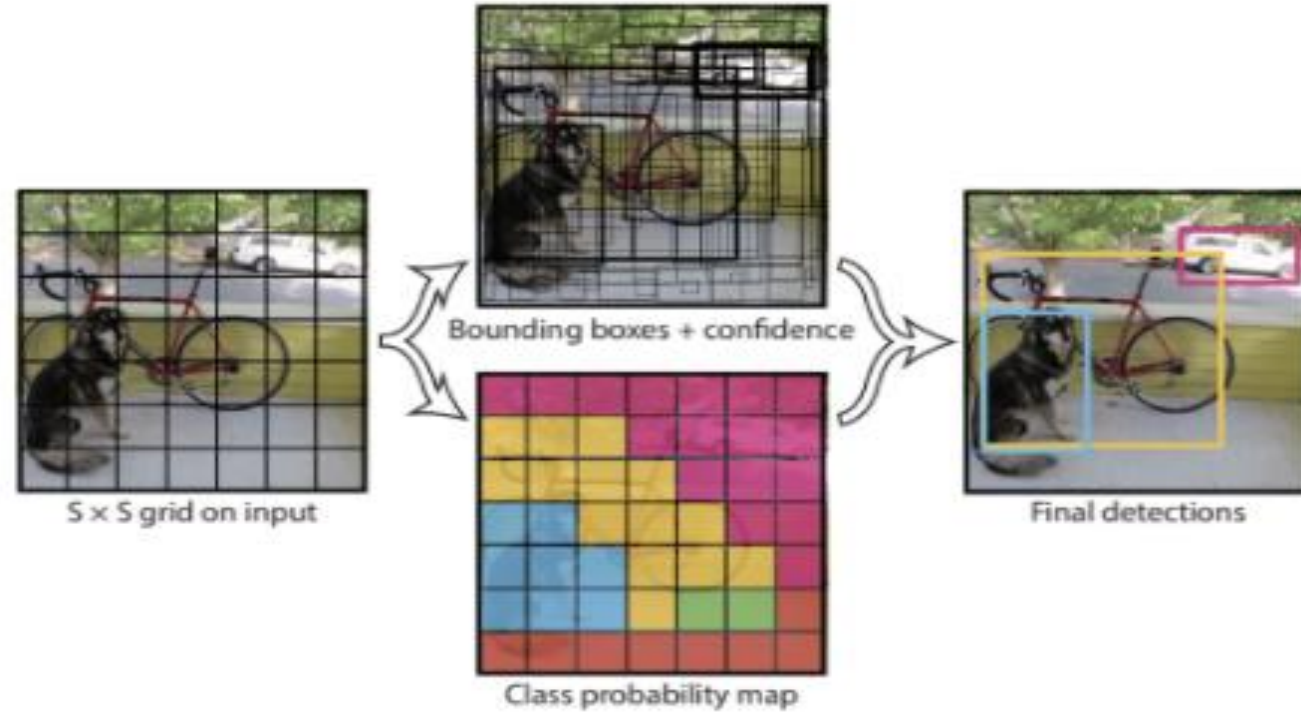 S × S grid on input
Bounding boxes + confidence
Class probability map
Final detections